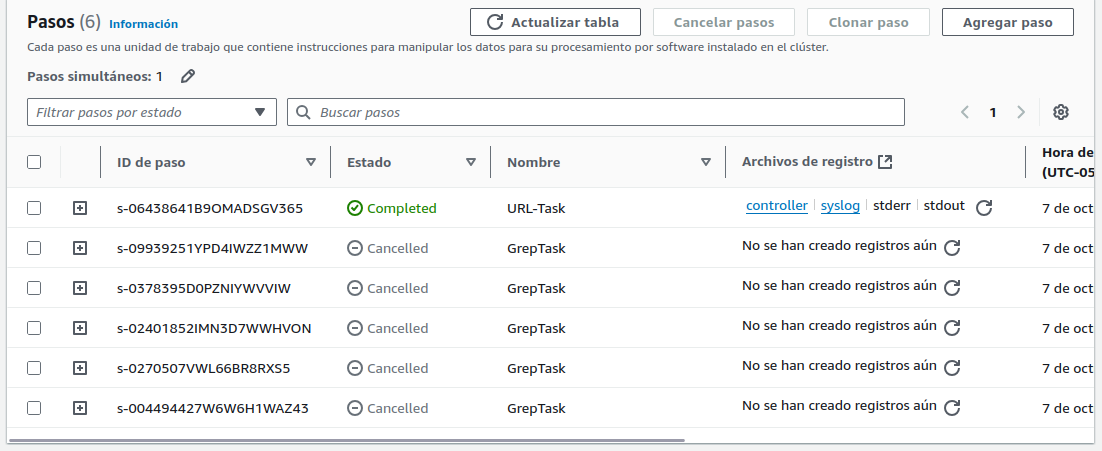 Pasos (6) Información
Actualizar tabla
Cancelar pasos
Clonar paso
Agregar paso
Cada paso es una unidad de trabajo que contiene instrucciones para manipular los datos para su procesamiento por software instalado en el clúster.
Pasos simultáneos: 1
Filtrar pasos por estado
Buscar pasos
1
ID de paso Estado Nombre Archivos de registro Hora de (UTC-05
s-06438641B9OMADSGV365 Completed URL-Task controller syslog stderr stdout 7 de oct
s-09939251YPD4IWZZ1MWW Cancelled GrepTask No se han creado registros aún 7 de oct
s-0378395D0PZNIYWVVIW Cancelled GrepTask No se han creado registros aún 7 de oct
s-02401852IMN3D7WWHVON Cancelled GrepTask No se han creado registros aún 7 de oct
s-0270507VWL66BR8RXS5 Cancelled GrepTask No se han creado registros aún 7 de oct
s-004494427W6W6H1WAZ43 Cancelled GrepTask No se han creado registros aún 7 de oct